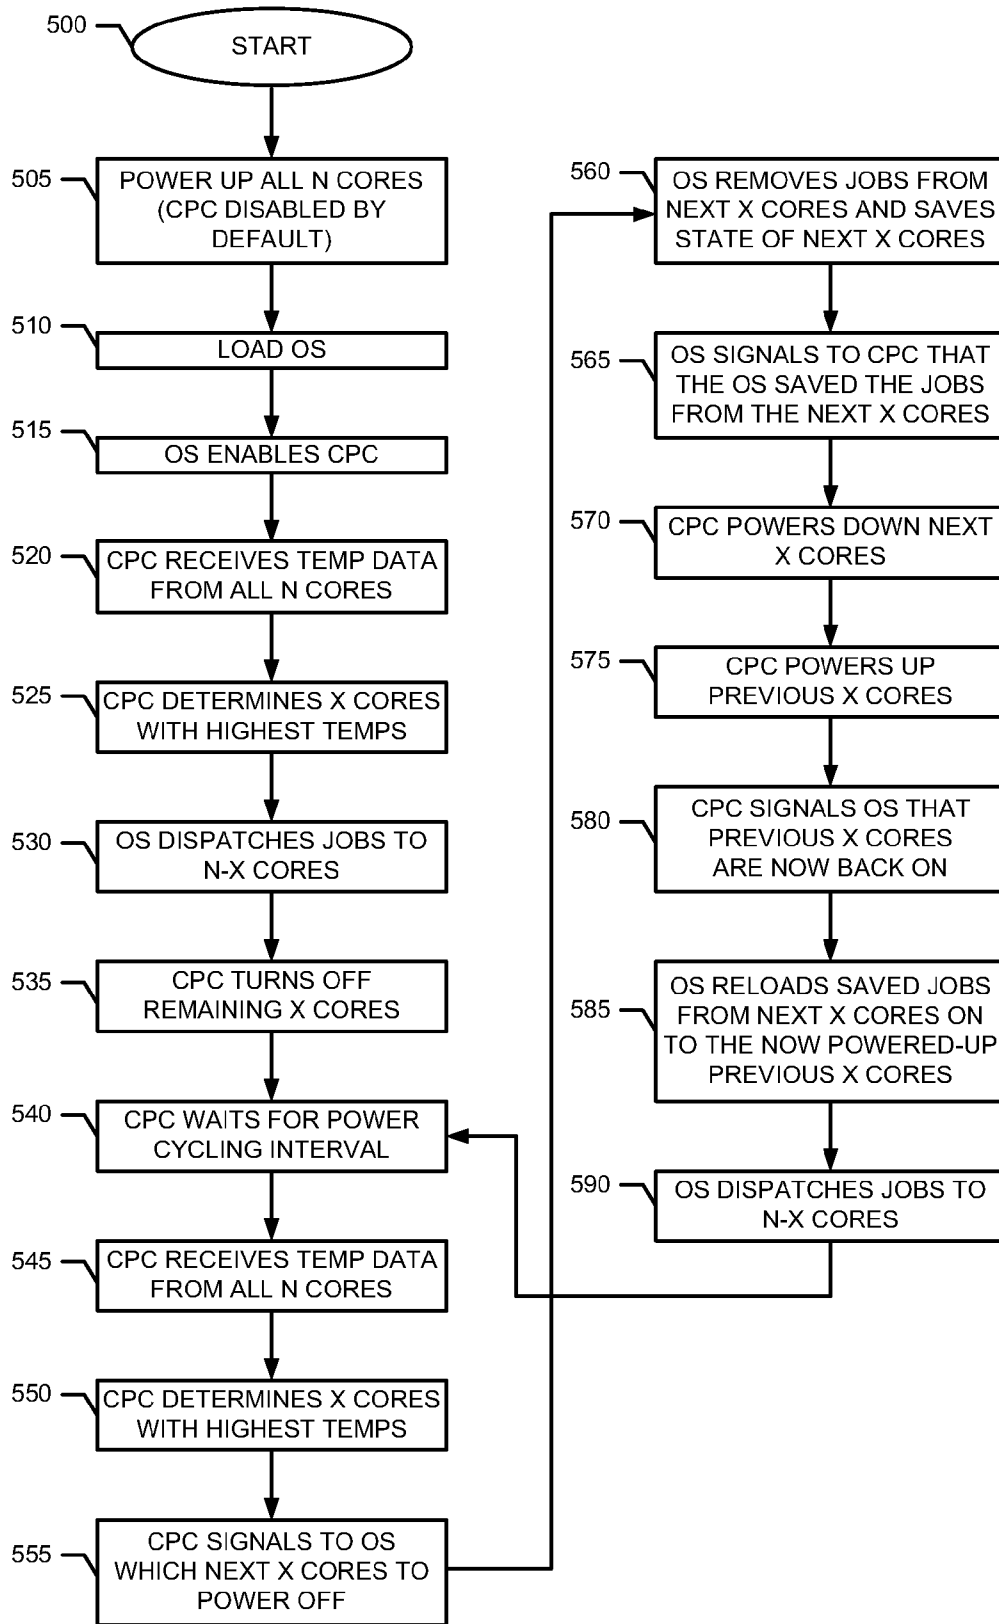 500
START
505
POWER UP ALL N CORES
(CPC DISABLED BY
DEFAULT)
510
LOAD OS
515
OS ENABLES CPC
520
CPC RECEIVES TEMP DATA
FROM ALL N CORES
525
CPC DETERMINES X CORES
WITH HIGHEST TEMPS
530
OS DISPATCHES JOBS TO
N-X CORES
535
CPC TURNS OFF
REMAINING X CORES
540
CPC WAITS FOR POWER
CYCLING INTERVAL
545
CPC RECEIVES TEMP DATA
FROM ALL N CORES
550
CPC DETERMINES X CORES
WITH HIGHEST TEMPS
555
CPC SIGNALS TO OS
WHICH NEXT X CORES TO
POWER OFF
560
OS REMOVES JOBS FROM
NEXT X CORES AND SAVES
STATE OF NEXT X CORES
565
OS SIGNALS TO CPC THAT
THE OS SAVED THE JOBS
FROM THE NEXT X CORES
570
CPC POWERS DOWN NEXT
X CORES
575
CPC POWERS UP
PREVIOUS X CORES
580
CPC SIGNALS OS THAT
PREVIOUS X CORES
ARE NOW BACK ON
585
OS RELOADS SAVED JOBS
FROM NEXT X CORES ON
TO THE NOW POWERED-UP
PREVIOUS X CORES
590
OS DISPATCHES JOBS TO
N-X CORES